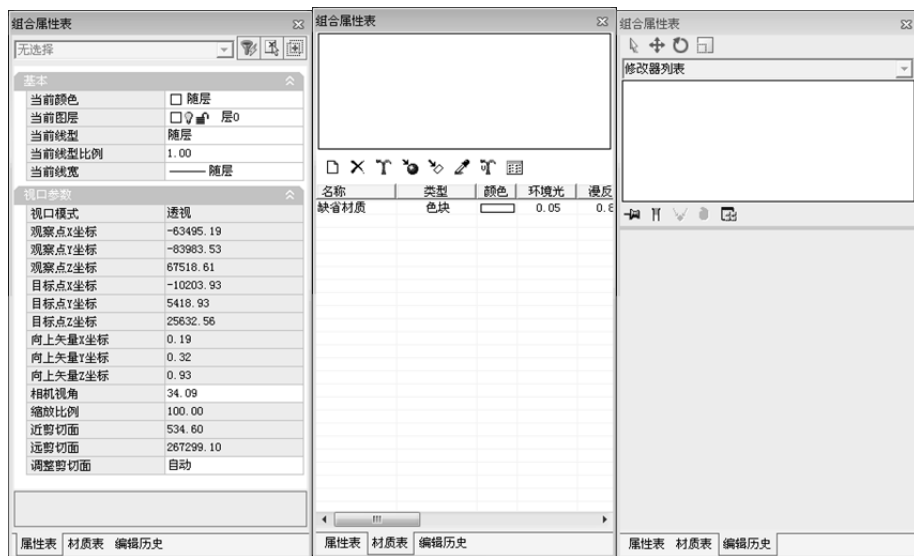 组合属性表
无选择
基本
当前颜色 随层
当前图层 层0
当前线型 随层
当前线型比例 1.00
当前线宽 随层
视口参数
视口模式 透视
观察点X坐标 -63495.19
观察点Y坐标 -83983.53
观察点Z坐标 67518.61
目标点X坐标 -10203.93
目标点Y坐标 5418.93
目标点Z坐标 25632.56
向上矢量X坐标 0.19
向上矢量Y坐标 0.32
向上矢量Z坐标 0.93
相机视角 34.09
缩放比例 100.00
近剪切面 534.60
远剪切面 267299.10
调整剪切面 自动
属性表 材质表 编辑历史
组合属性表
名称 类型 颜色 环境光 漫反
缺省材质 色块 0.05
属性表 材质表 编辑历史
组合属性表
修改器列表
属性表 材质表 编辑历史